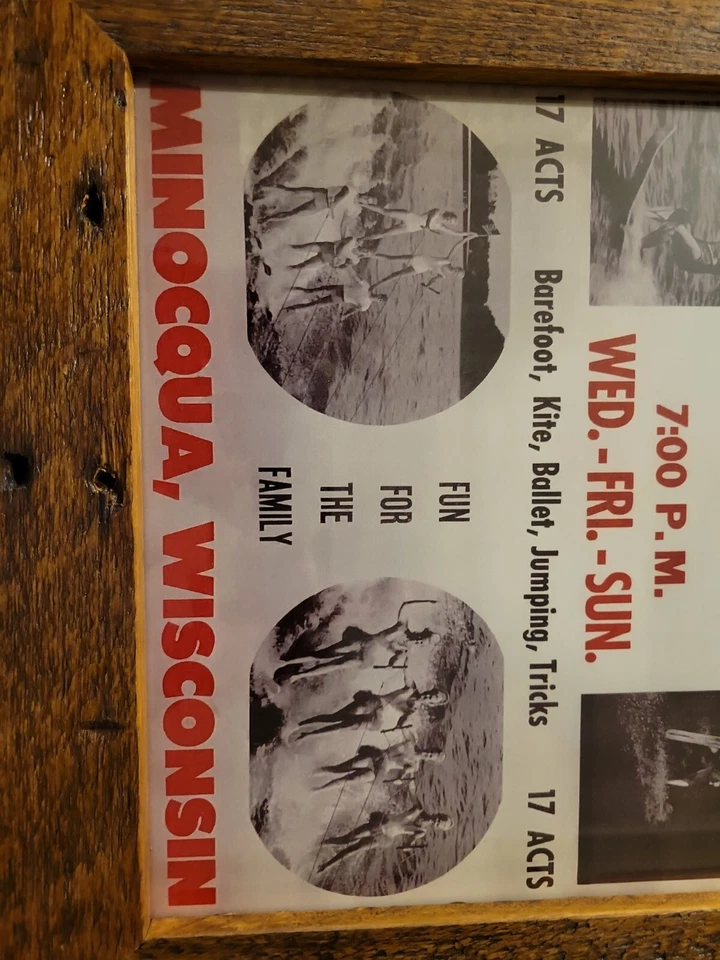 7:00 P.M.
WED.-FRI.-SUN.
17 ACTS Barefoot, Kite, Ballet, Jumping, Tricks 17 ACTS
FUN
FOR
THE
FAMILY
MINOCQUA, WISCONSIN